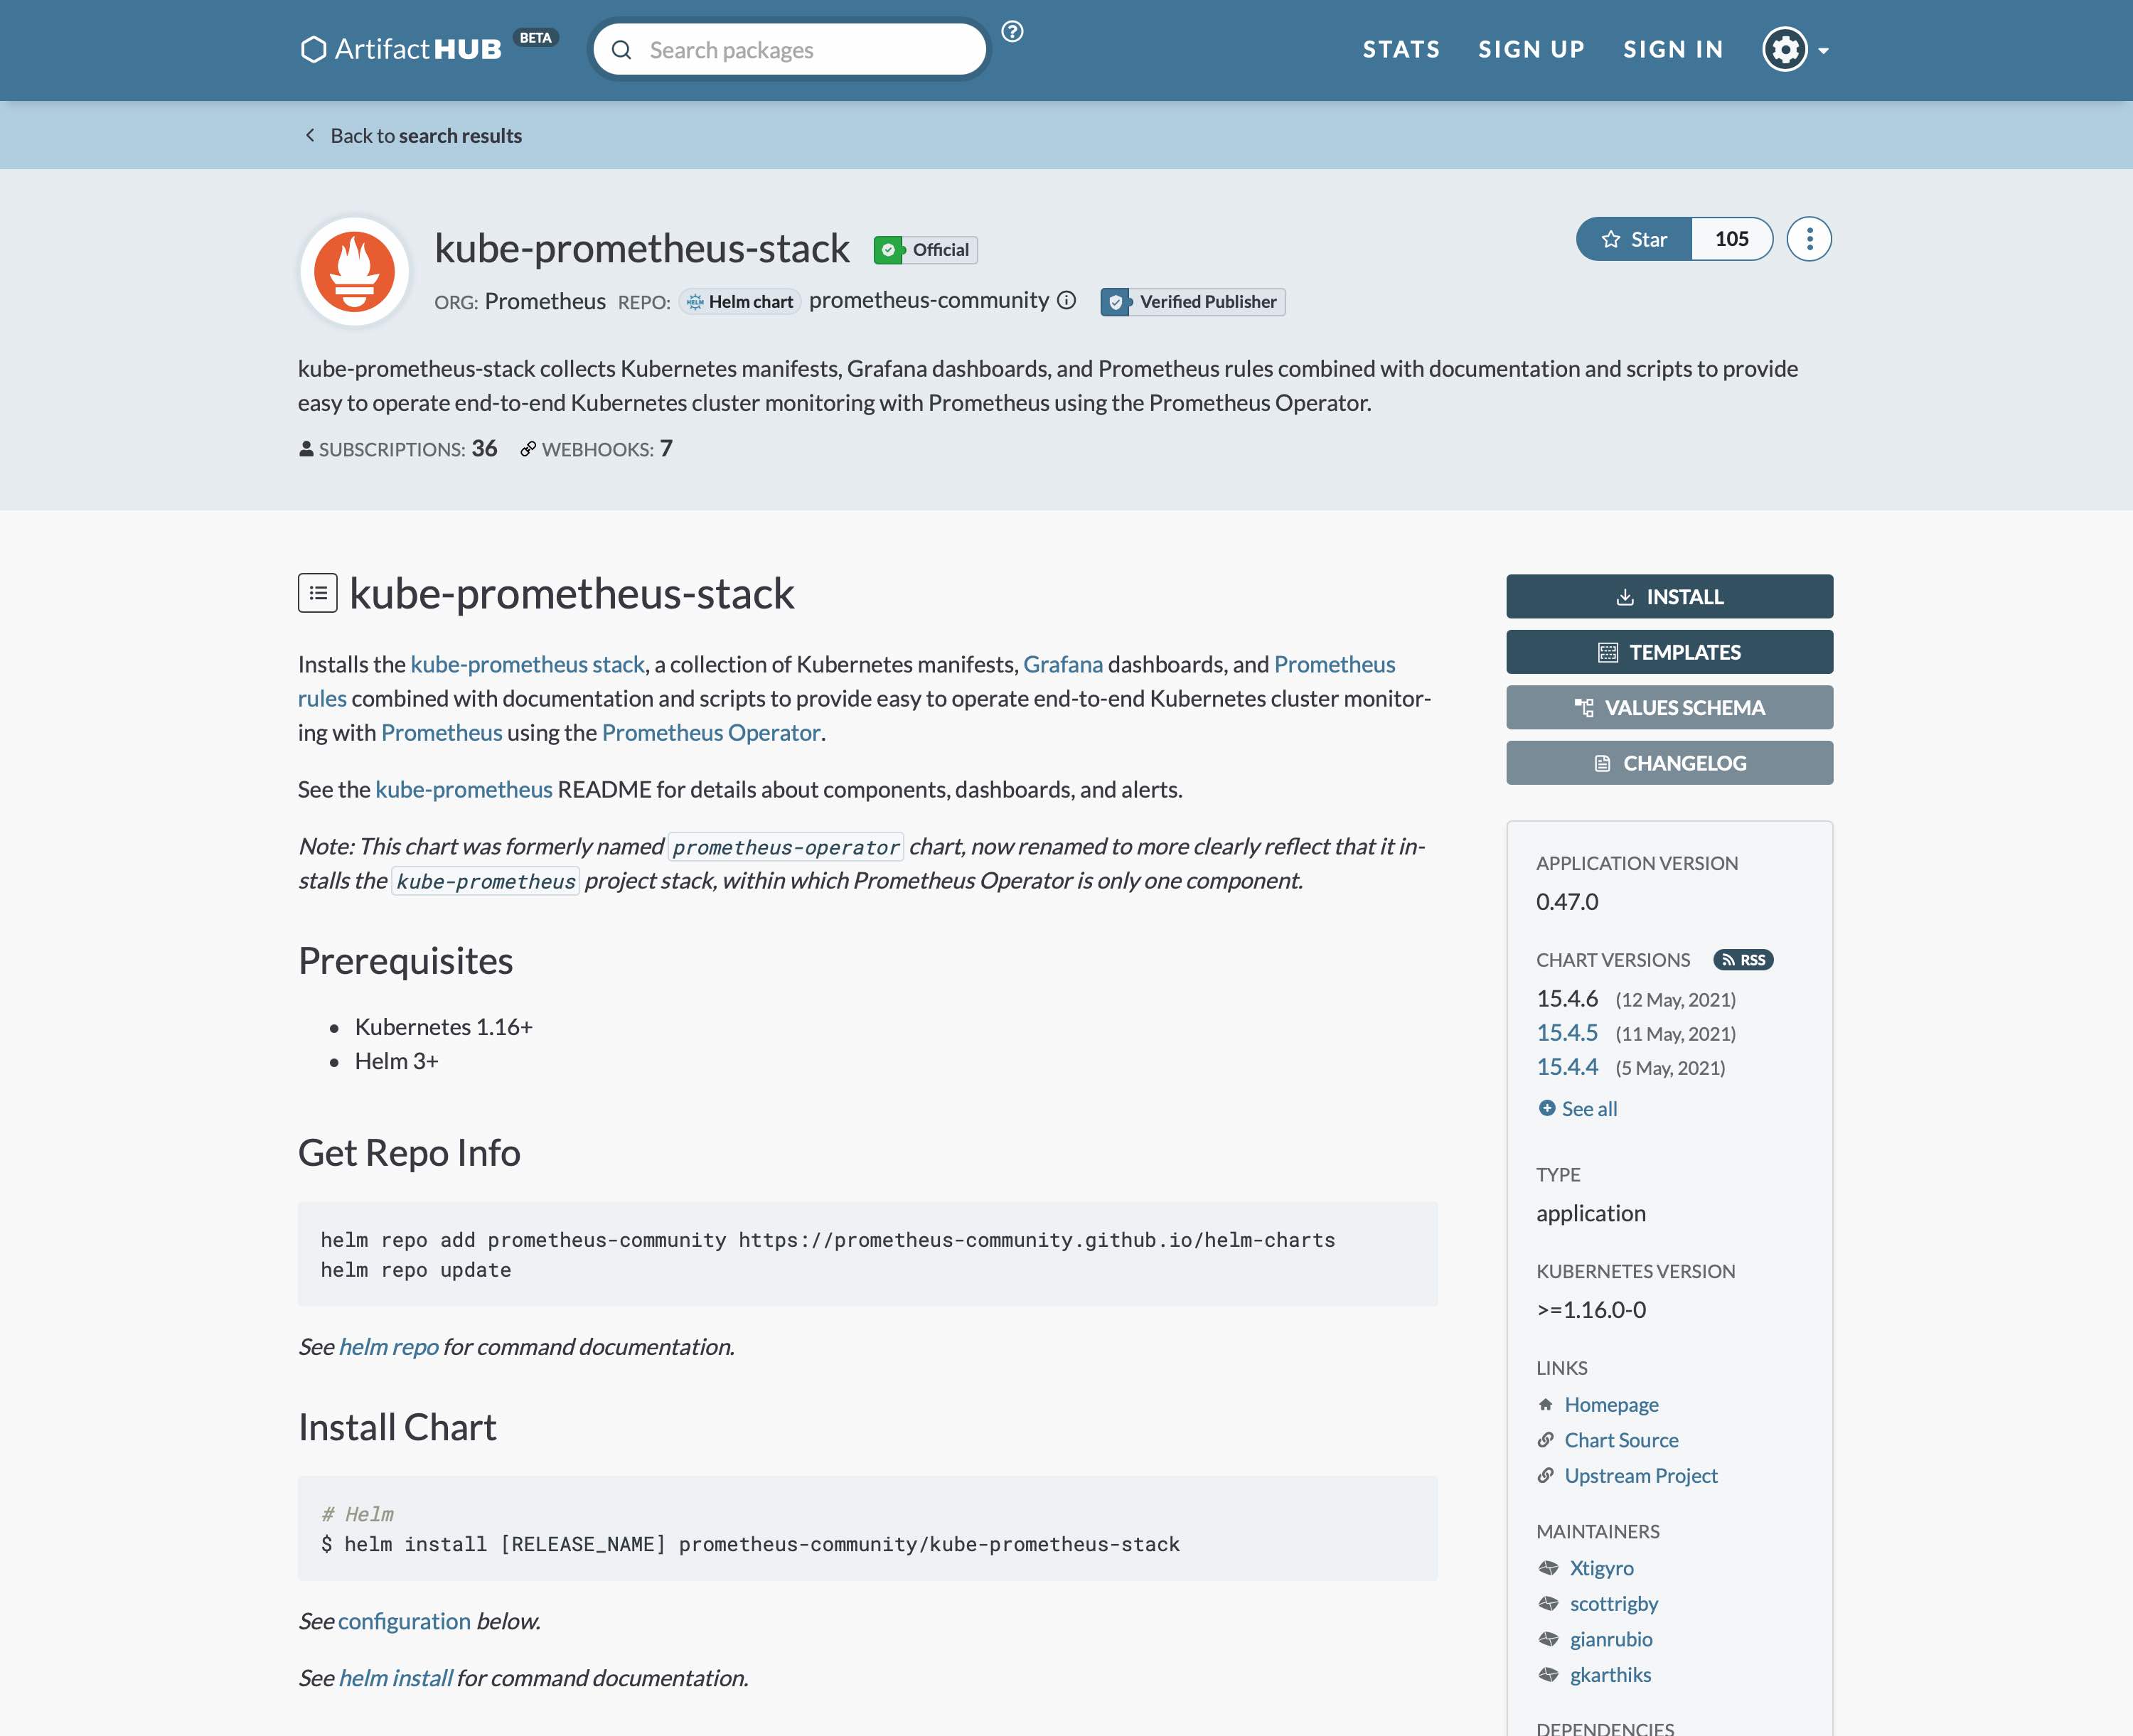 ArtifactHUB BETA
Search packages
STATS SIGN UP SIGN IN
Back to search results
kube-prometheus-stack Official
Star 105
ORG: Prometheus REPO: HELM Helm chart prometheus-community Verified Publisher
kube-prometheus-stack collects Kubernetes manifests, Grafana dashboards, and Prometheus rules combined with documentation and scripts to provide
easy to operate end-to-end Kubernetes cluster monitoring with Prometheus using the Prometheus Operator.
SUBSCRIPTIONS: 36 WEBHOOKS: 7
kube-prometheus-stack
Installs the kube-prometheus stack, a collection of Kubernetes manifests, Grafana dashboards, and Prometheus
rules combined with documentation and scripts to provide easy to operate end-to-end Kubernetes cluster monitor-
ing with Prometheus using the Prometheus Operator.
See the kube-prometheus README for details about components, dashboards, and alerts.
Note: This chart was formerly named prometheus-operator chart, now renamed to more clearly reflect that it in-
stalls the kube-prometheus project stack, within which Prometheus Operator is only one component.
Prerequisites
• Kubernetes 1.16+
• Helm 3+
Get Repo Info
helm repo add prometheus-community https://prometheus-community.github.io/helm-charts
helm repo update
See helm repo for command documentation.
Install Chart
# Helm
$ helm install [RELEASE_NAME] prometheus-community/kube-prometheus-stack
See configuration below.
See helm install for command documentation.
INSTALL
TEMPLATES
VALUES SCHEMA
CHANGELOG
APPLICATION VERSION
0.47.0
CHART VERSIONS RSS
15.4.6 (12 May, 2021)
15.4.5 (11 May, 2021)
15.4.4 (5 May, 2021)
See all
TYPE
application
KUBERNETES VERSION
>=1.16.0-0
LINKS
Homepage
Chart Source
Upstream Project
MAINTAINERS
Xtigyro
scottrigby
gianrubio
gkarthiks
DEPENDENCIES